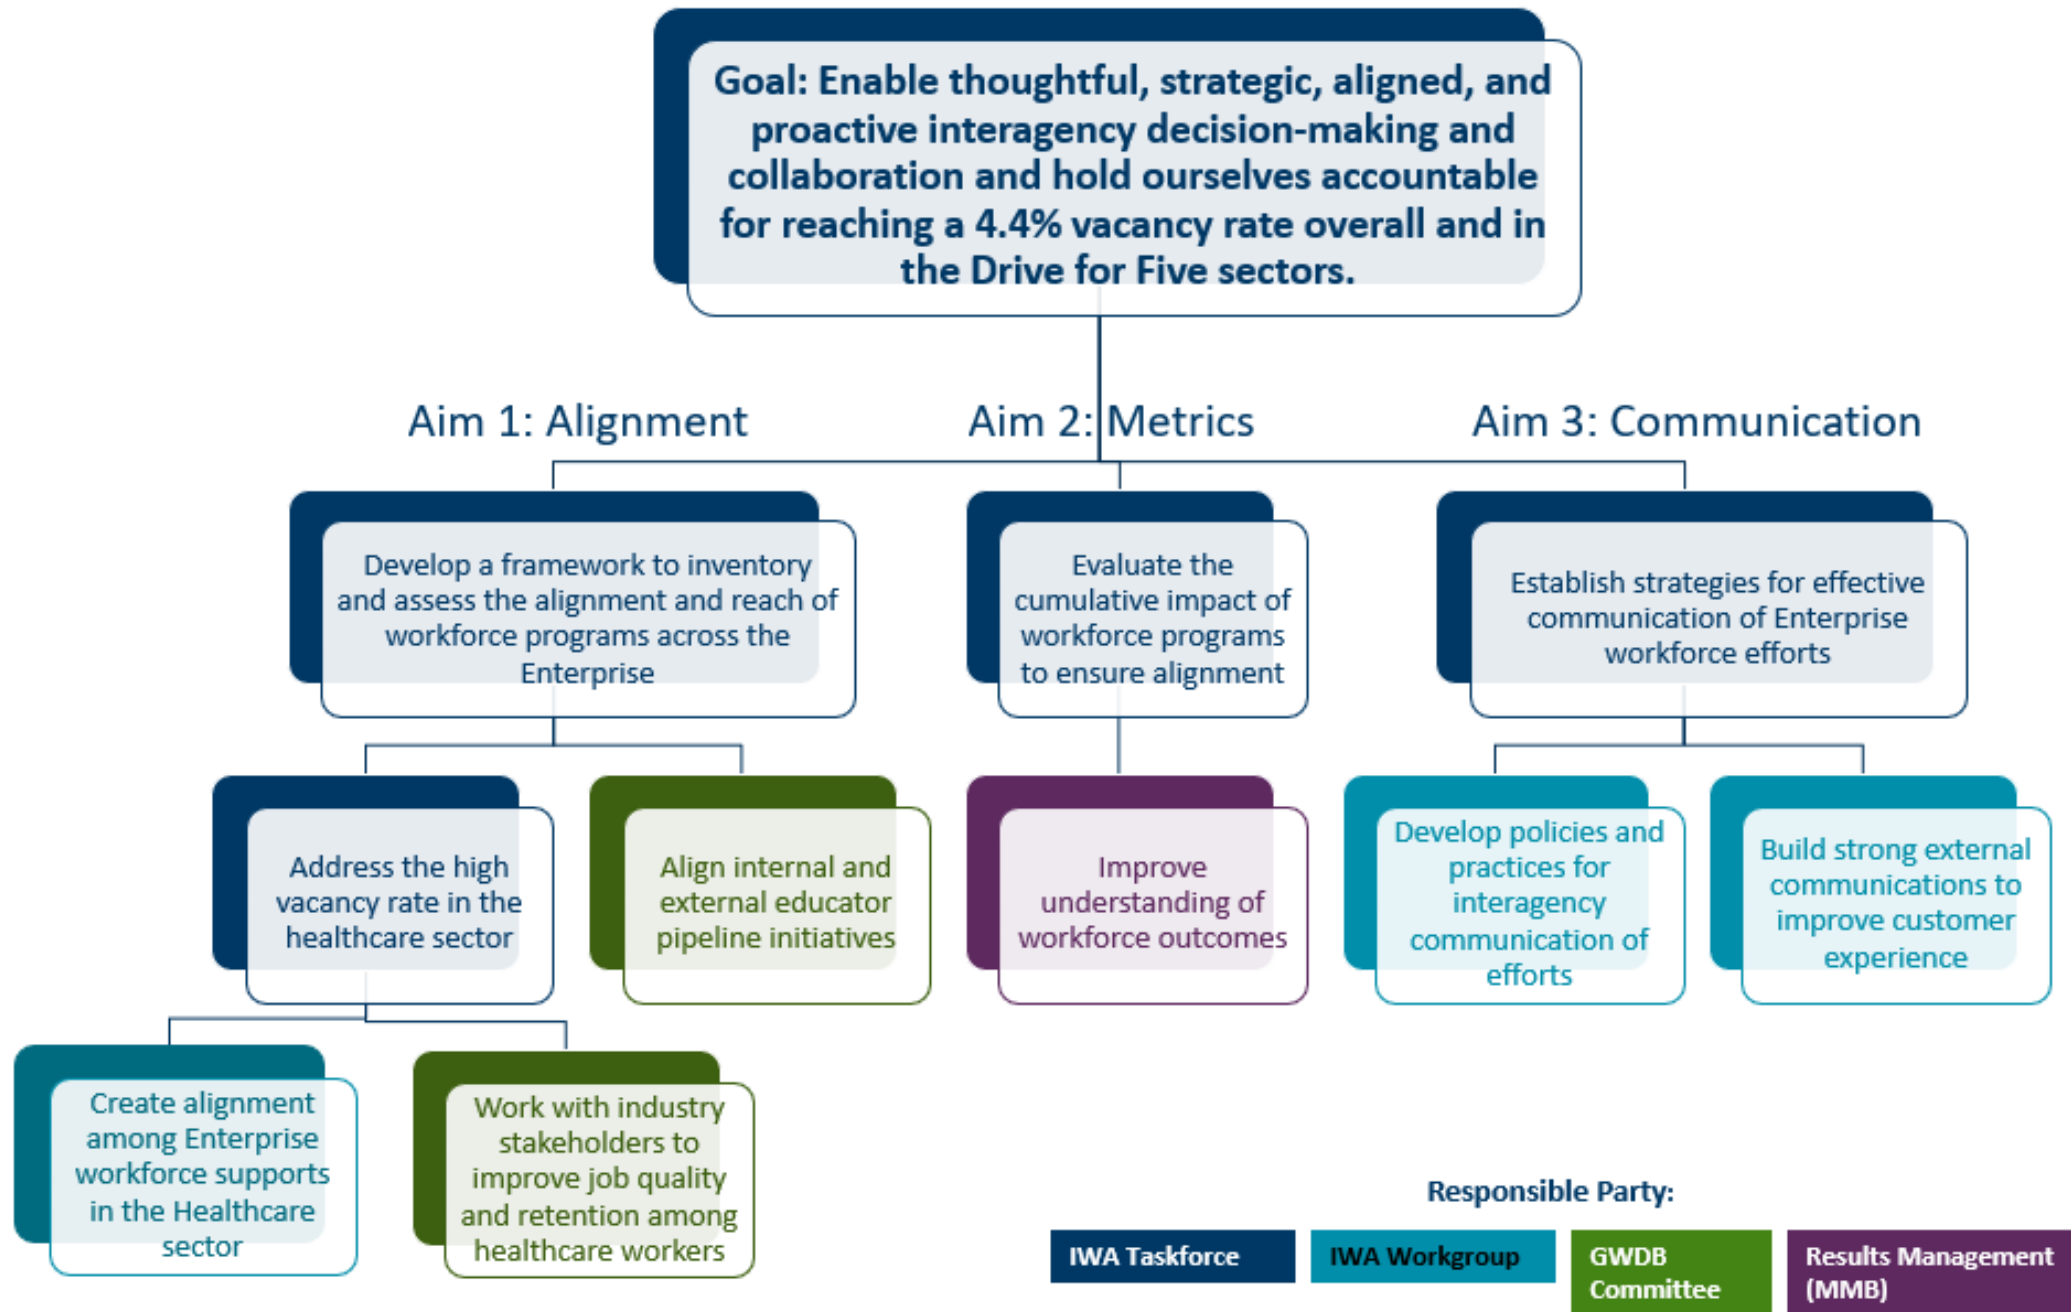 Goal: Enable thoughtful, strategic, aligned, and
proactive interagency decision-making and
collaboration and hold ourselves accountable
for reaching a 4.4% vacancy rate overall and in
the Drive for Five sectors.
Aim 1: Alignment
Aim 2: Metrics
Aim 3: Communication
Develop a framework to inventory
and assess the alignment and reach of
workforce programs across the
Enterprise
Evaluate the
cumulative impact of
workforce programs
to ensure alignment
Establish strategies for effective
communication of Enterprise
workforce efforts
Address the high
vacancy rate in the
healthcare sector
Align internal and
external educator
pipeline initiatives
Improve
understanding of
workforce outcomes
Develop policies and
practices for
interagency
communication of
efforts
Build strong external
communications to
improve customer
experience
Create alignment
among Enterprise
workforce supports
in the Healthcare
sector
Work with industry
stakeholders to
improve job quality
and retention among
healthcare workers
Responsible Party:
IWA Taskforce
IWA Workgroup
GWDB
Committee
Results Management
(MMB)